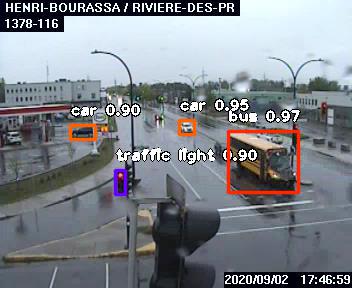 HENRI-BOURASSA / RIVIERE-DES-PR
1378-116
car 0.90
car 0.95
bus 0.97
traffic light 0.90
2020/09/02 17:46:59